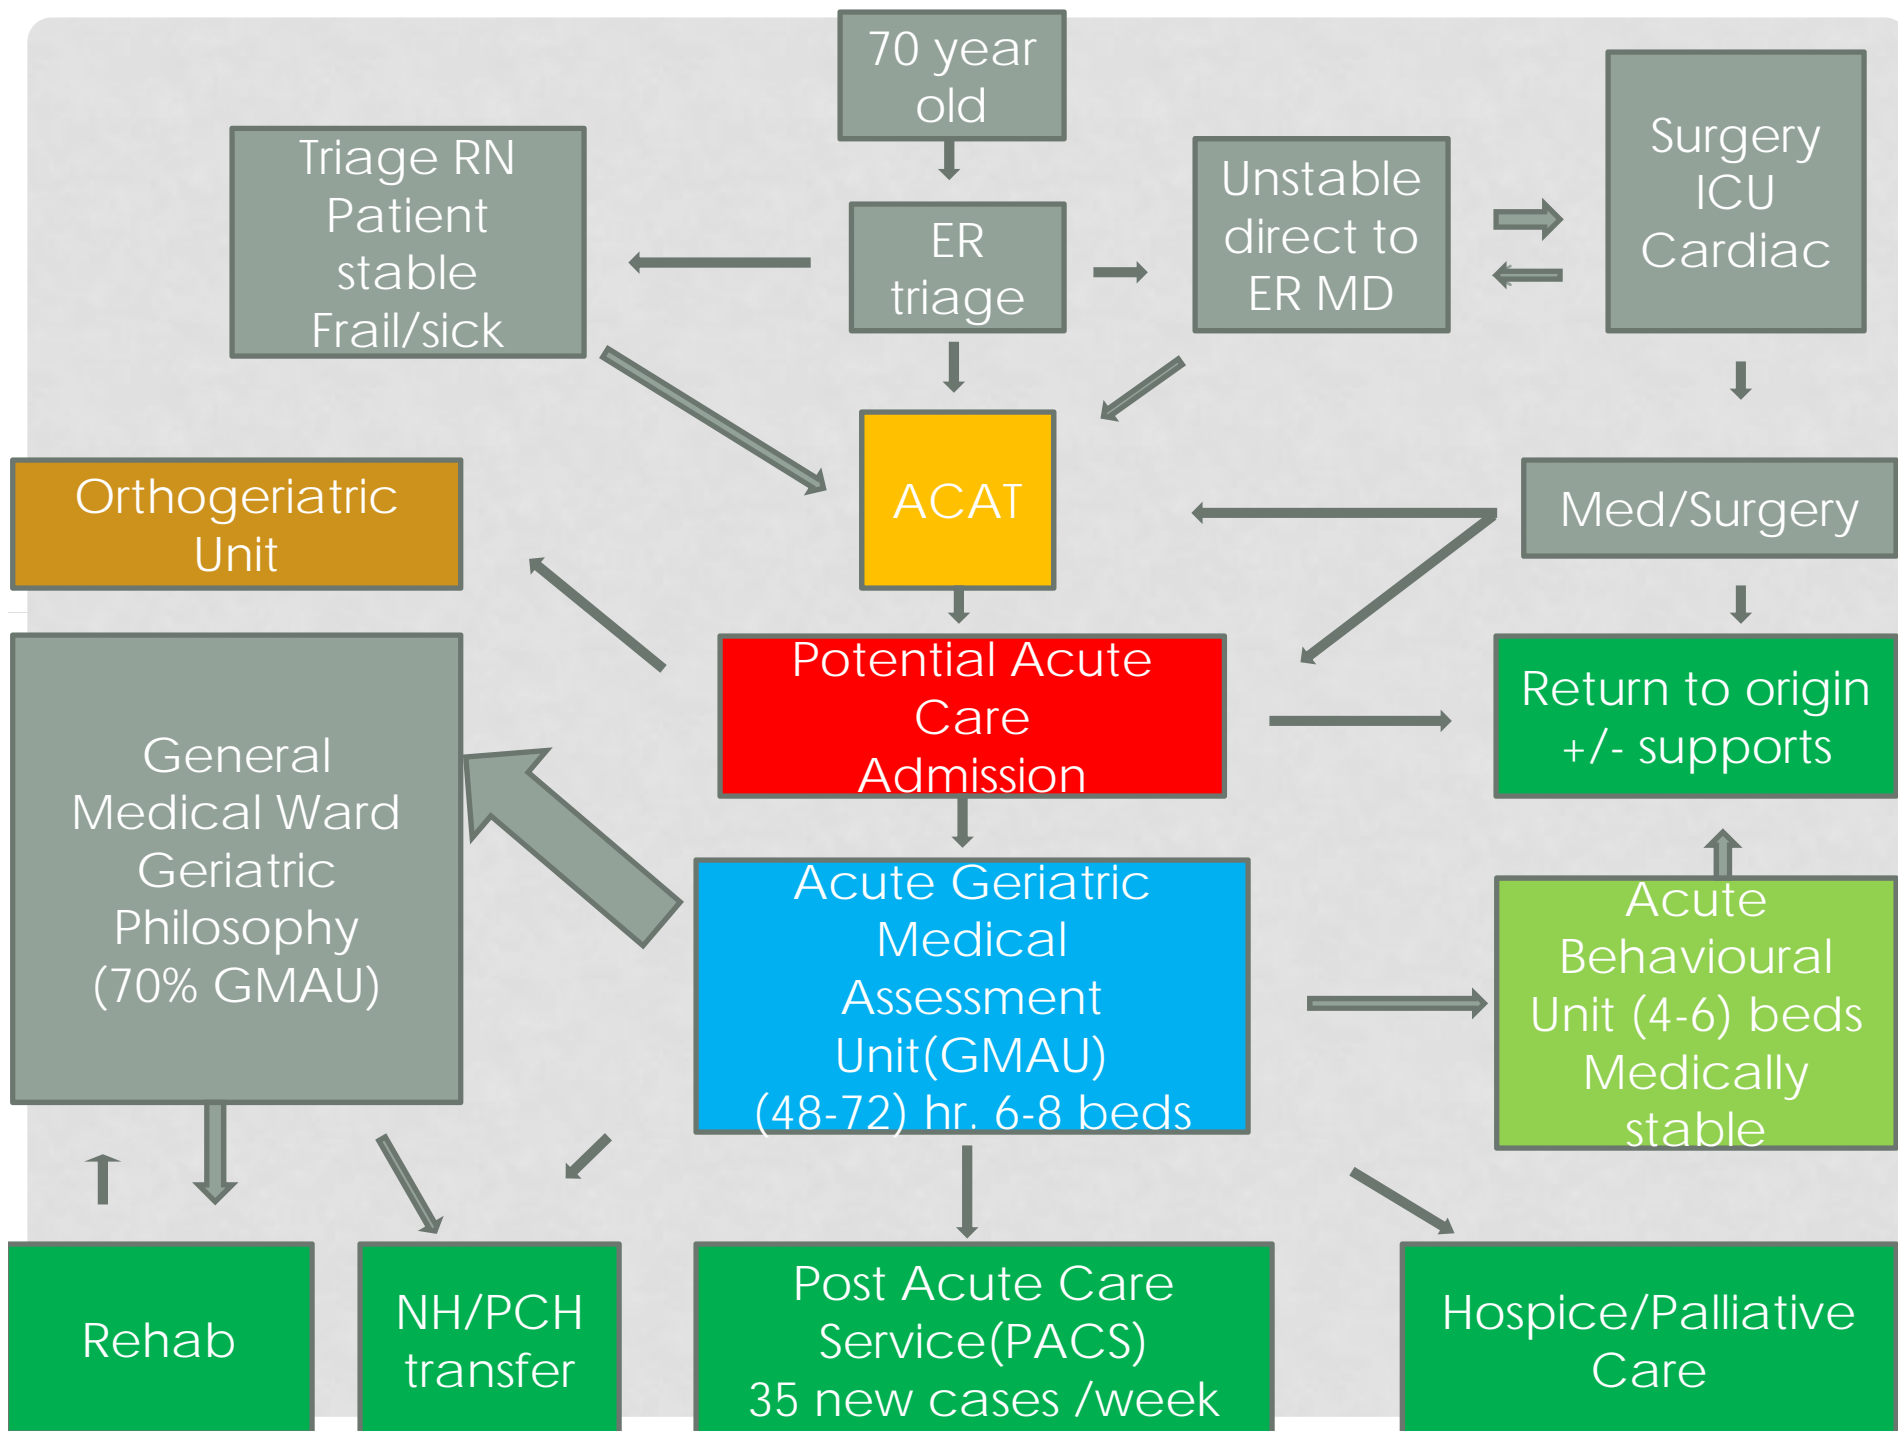 70 year
old
Triage RN
Patient
stable
Frail/sick
ER
triage
Unstable
direct to
ER MD
Surgery
ICU
Cardiac
Orthogeriatric
Unit
ACAT
Med/Surgery
General
Medical Ward
Geriatric
Philosophy
(70% GMAU)
Potential Acute
Care
Admission
Return to origin
+/- supports
Acute Geriatric
Medical
Assessment
Unit(GMAU)
(48-72) hr. 6-8 beds
Acute
Behavioural
Unit (4-6) beds
Medically
stable
Rehab
NH/PCH
transfer
Post Acute Care
Service(PACS)
35 new cases /week
Hospice/Palliative
Care